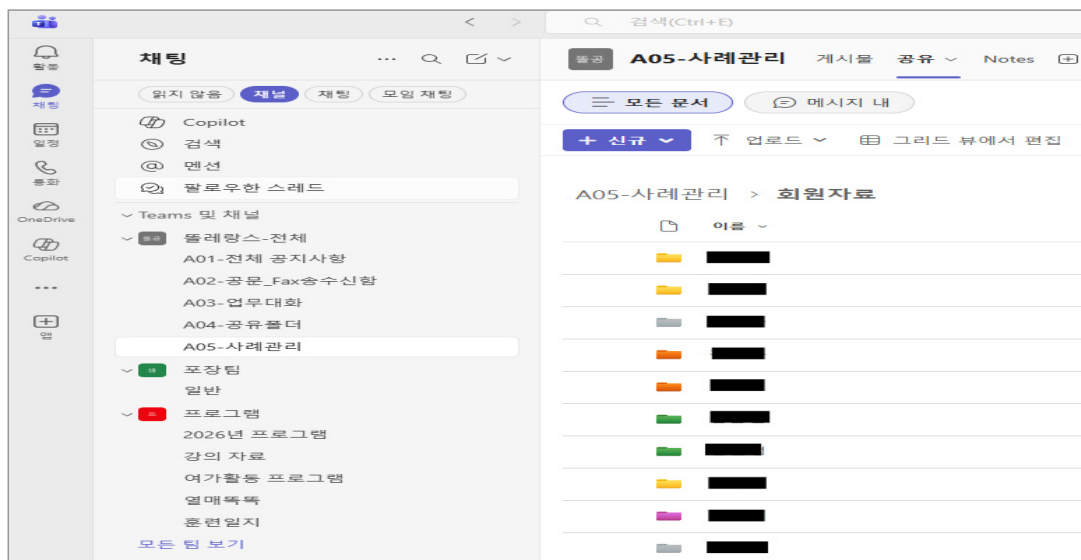 검색(Ctrl+E)
활동
채팅
일정
통화
OneDrive
Copilot
앱
채팅
읽지 않음
채널
채팅
모임 채팅
Copilot
검색
멘션
팔로우한 스레드
Teams 및 채널
똘레랑스-전체
A01-전체 공지사항
A02-공문_Fax송수신함
A03-업무대화
A04-공유폴더
A05-사례관리
포장팀
일반
프로그램
2026년 프로그램
강의 자료
여가활동 프로그램
열매똑똑
훈련일지
모든 팀 보기
똘공 A05-사례관리 게시물 공유 Notes
모든 문서 메시지 내
+ 신규 업로드 그리드 뷰에서 편집
A05-사례관리 > 회원자료
이름